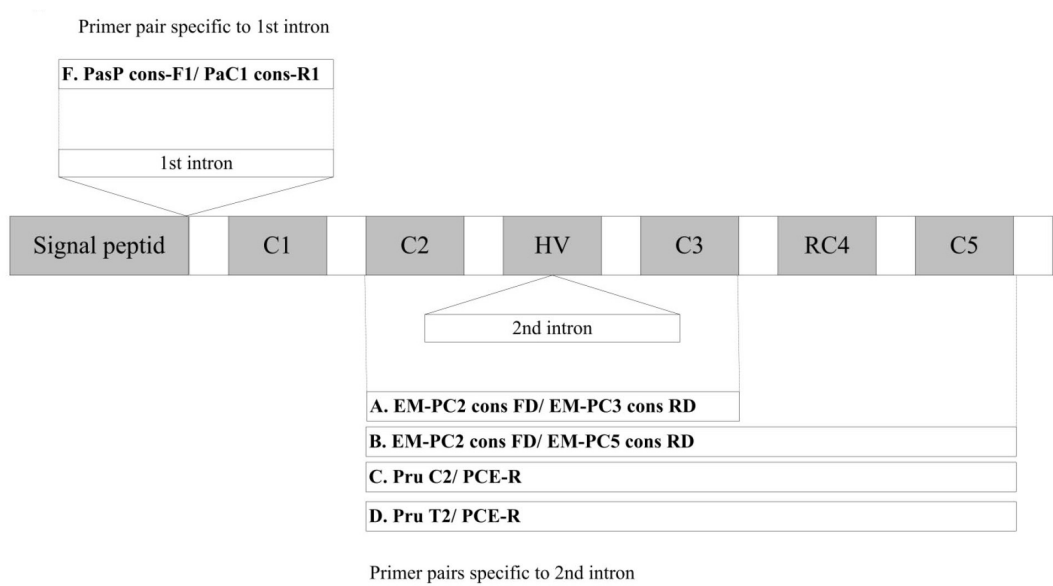 Primer pair specific to 1st intron
F. PasP cons-F1/ PaC1 cons-R1
1st intron
Signal peptid C1 C2 HV C3 RC4 C5
2nd intron
A. EM-PC2 cons FD/ EM-PC3 cons RD
B. EM-PC2 cons FD/ EM-PC5 cons RD
C. Pru C2/ PCE-R
D. Pru T2/ PCE-R
Primer pairs specific to 2nd intron